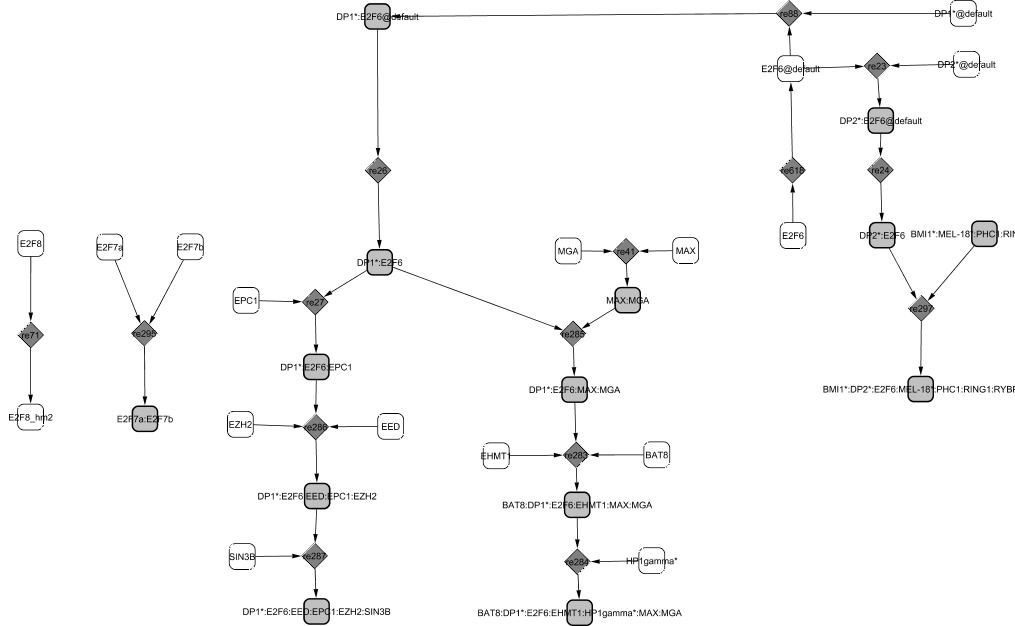 DP1*:E2F6@default
re88
DP1*@default
E2F6@default
re23
DP2*@default
DP2*:E2F6@default
re26
re618
re24
E2F8
E2F7a
E2F7b
E2F6
DP2*:E2F6
BMI1*:MEL-18*:PHC1:RIN
DP1*:E2F6
MGA
re41
MAX
EPC1
re27
MAX:MGA
re297
re71
re295
re285
DP1*:E2F6:EPC1
DP1*:E2F6:MAX:MGA
BMI1*:DP2*:E2F6:MEL-18*:PHC1:RING1:RYBP
E2F8_hm2
E2F7a:E2F7b
EZH2
re286
EED
EHMT1
re283
BAT8
DP1*:E2F6:EED:EPC1:EZH2
BAT8:DP1*:E2F6:EHMT1:MAX:MGA
SIN3B
re287
re284
HP1gamma*
DP1*:E2F6:EED:EPC1:EZH2:SIN3B
BAT8:DP1*:E2F6:EHMT1:HP1gamma*:MAX:MGA